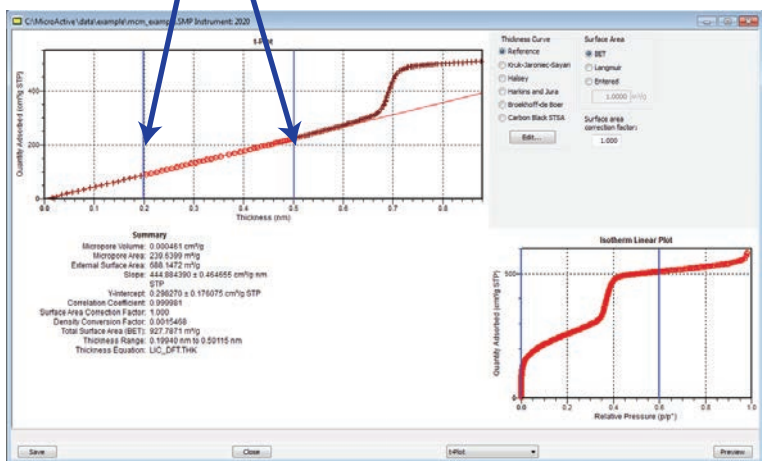 C:\MicroActive\data\example\mcm_example.SMP Instrument: 2020
t-Plot
Quantity Adsorbed (cm³/g STP)
400
200
0
0.0 0.1 0.2 0.3 0.4 0.5 0.6 0.7 0.8
Thickness (nm)
Thickness Curve
Reference
Kruk-Jaroniec-Sayari
Halsey
Harkins and Jura
Broekhoff-de Boer
Carbon Black STSA
Edit...
Surface Area
BET
Langmuir
Entered
1.0000 m²/g
Surface area
correction factor:
1.000
Summary
Micropore Volume: 0.000461 cm³/g
Micropore Area: 239.6399 m²/g
External Surface Area: 688.1472 m²/g
Slope: 444.884390 ± 0.464655 cm³/g·nm
STP
Y-Intercept: 0.298270 ± 0.176075 cm³/g STP
Correlation Coefficient: 0.999981
Surface Area Correction Factor: 1.000
Density Conversion Factor: 0.0015468
Total Surface Area (BET): 927.7871 m²/g
Thickness Range: 0.19940 nm to 0.50115 nm
Thickness Equation: LIC_DFT.THK
Isotherm Linear Plot
Quantity Adsorbed (cm³/g STP)
500
0
0.0 0.2 0.4 0.6 0.8 1.0
Relative Pressure (p/p°)
Save
Close
t-Plot
Preview